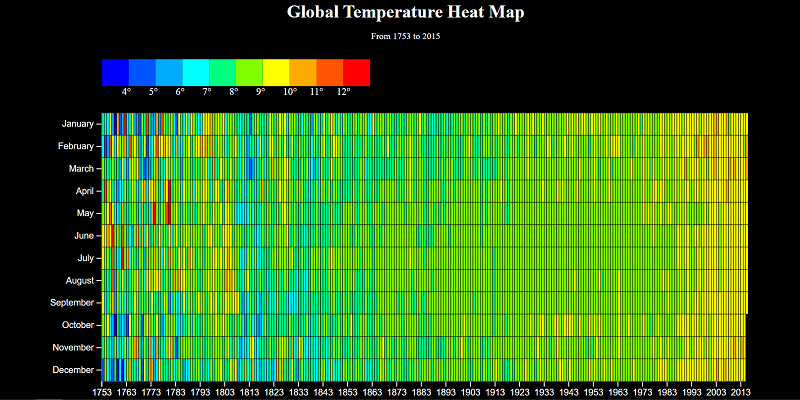 Global Temperature Heat Map
From 1753 to 2015
4° 5° 6° 7° 8° 9° 10° 11° 12°
January
February
March
April
May
June
July
August
September
October
November
December
1753 1763 1773 1783 1793 1803 1813 1823 1833 1843 1853 1863 1873 1883 1893 1903 1913 1923 1933 1943 1953 1963 1973 1983 1993 2003 2013